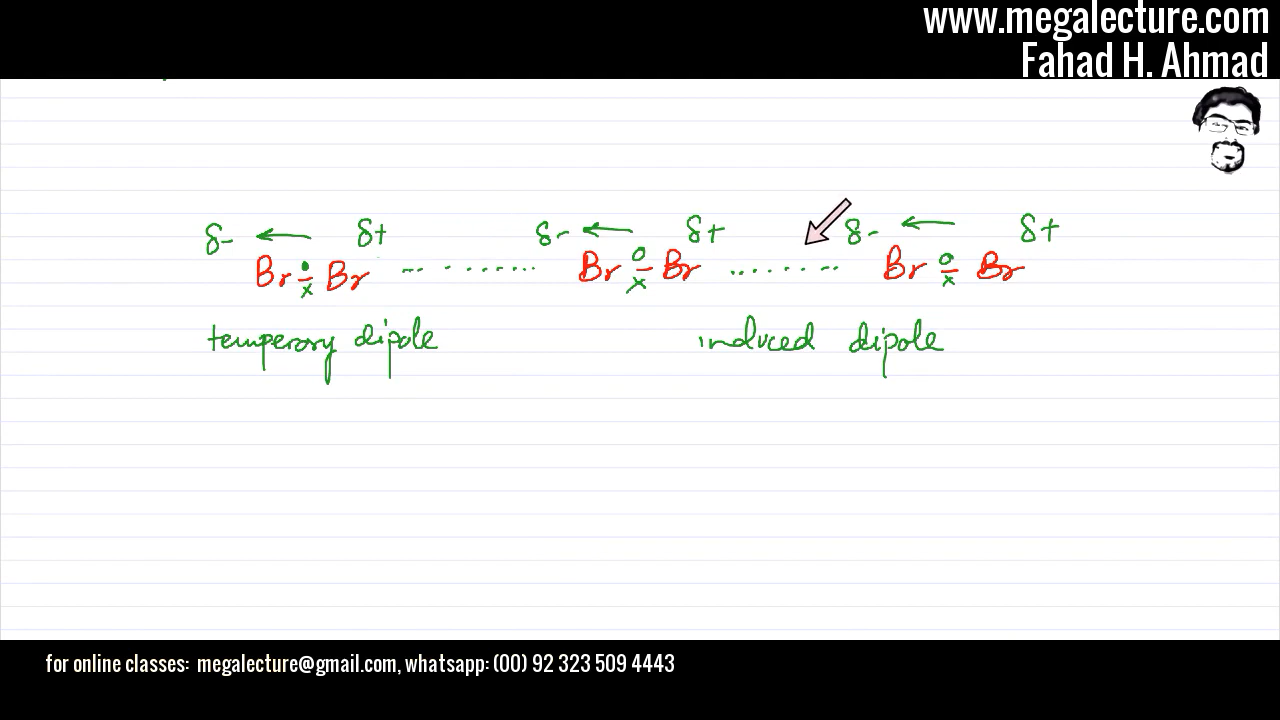 www.megalecture.com
Fahad H. Ahmad
δ- ← δ+ δ- ← δ+ δ- ← δ+
Br - Br ... ....... Br - Br ......... Br - Br
temperory dipole induced dipole
for online classes: megalecture@gmail.com, whatsapp: (00) 92 323 509 4443